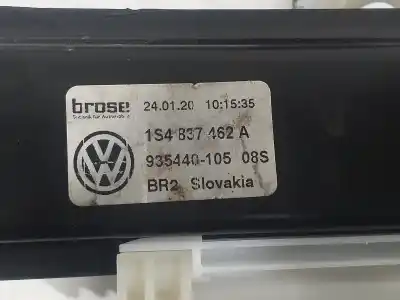 brose 24.01.20 10:15:35
1S4 837 462 A
935440-105 08S
BR2 Slovakia